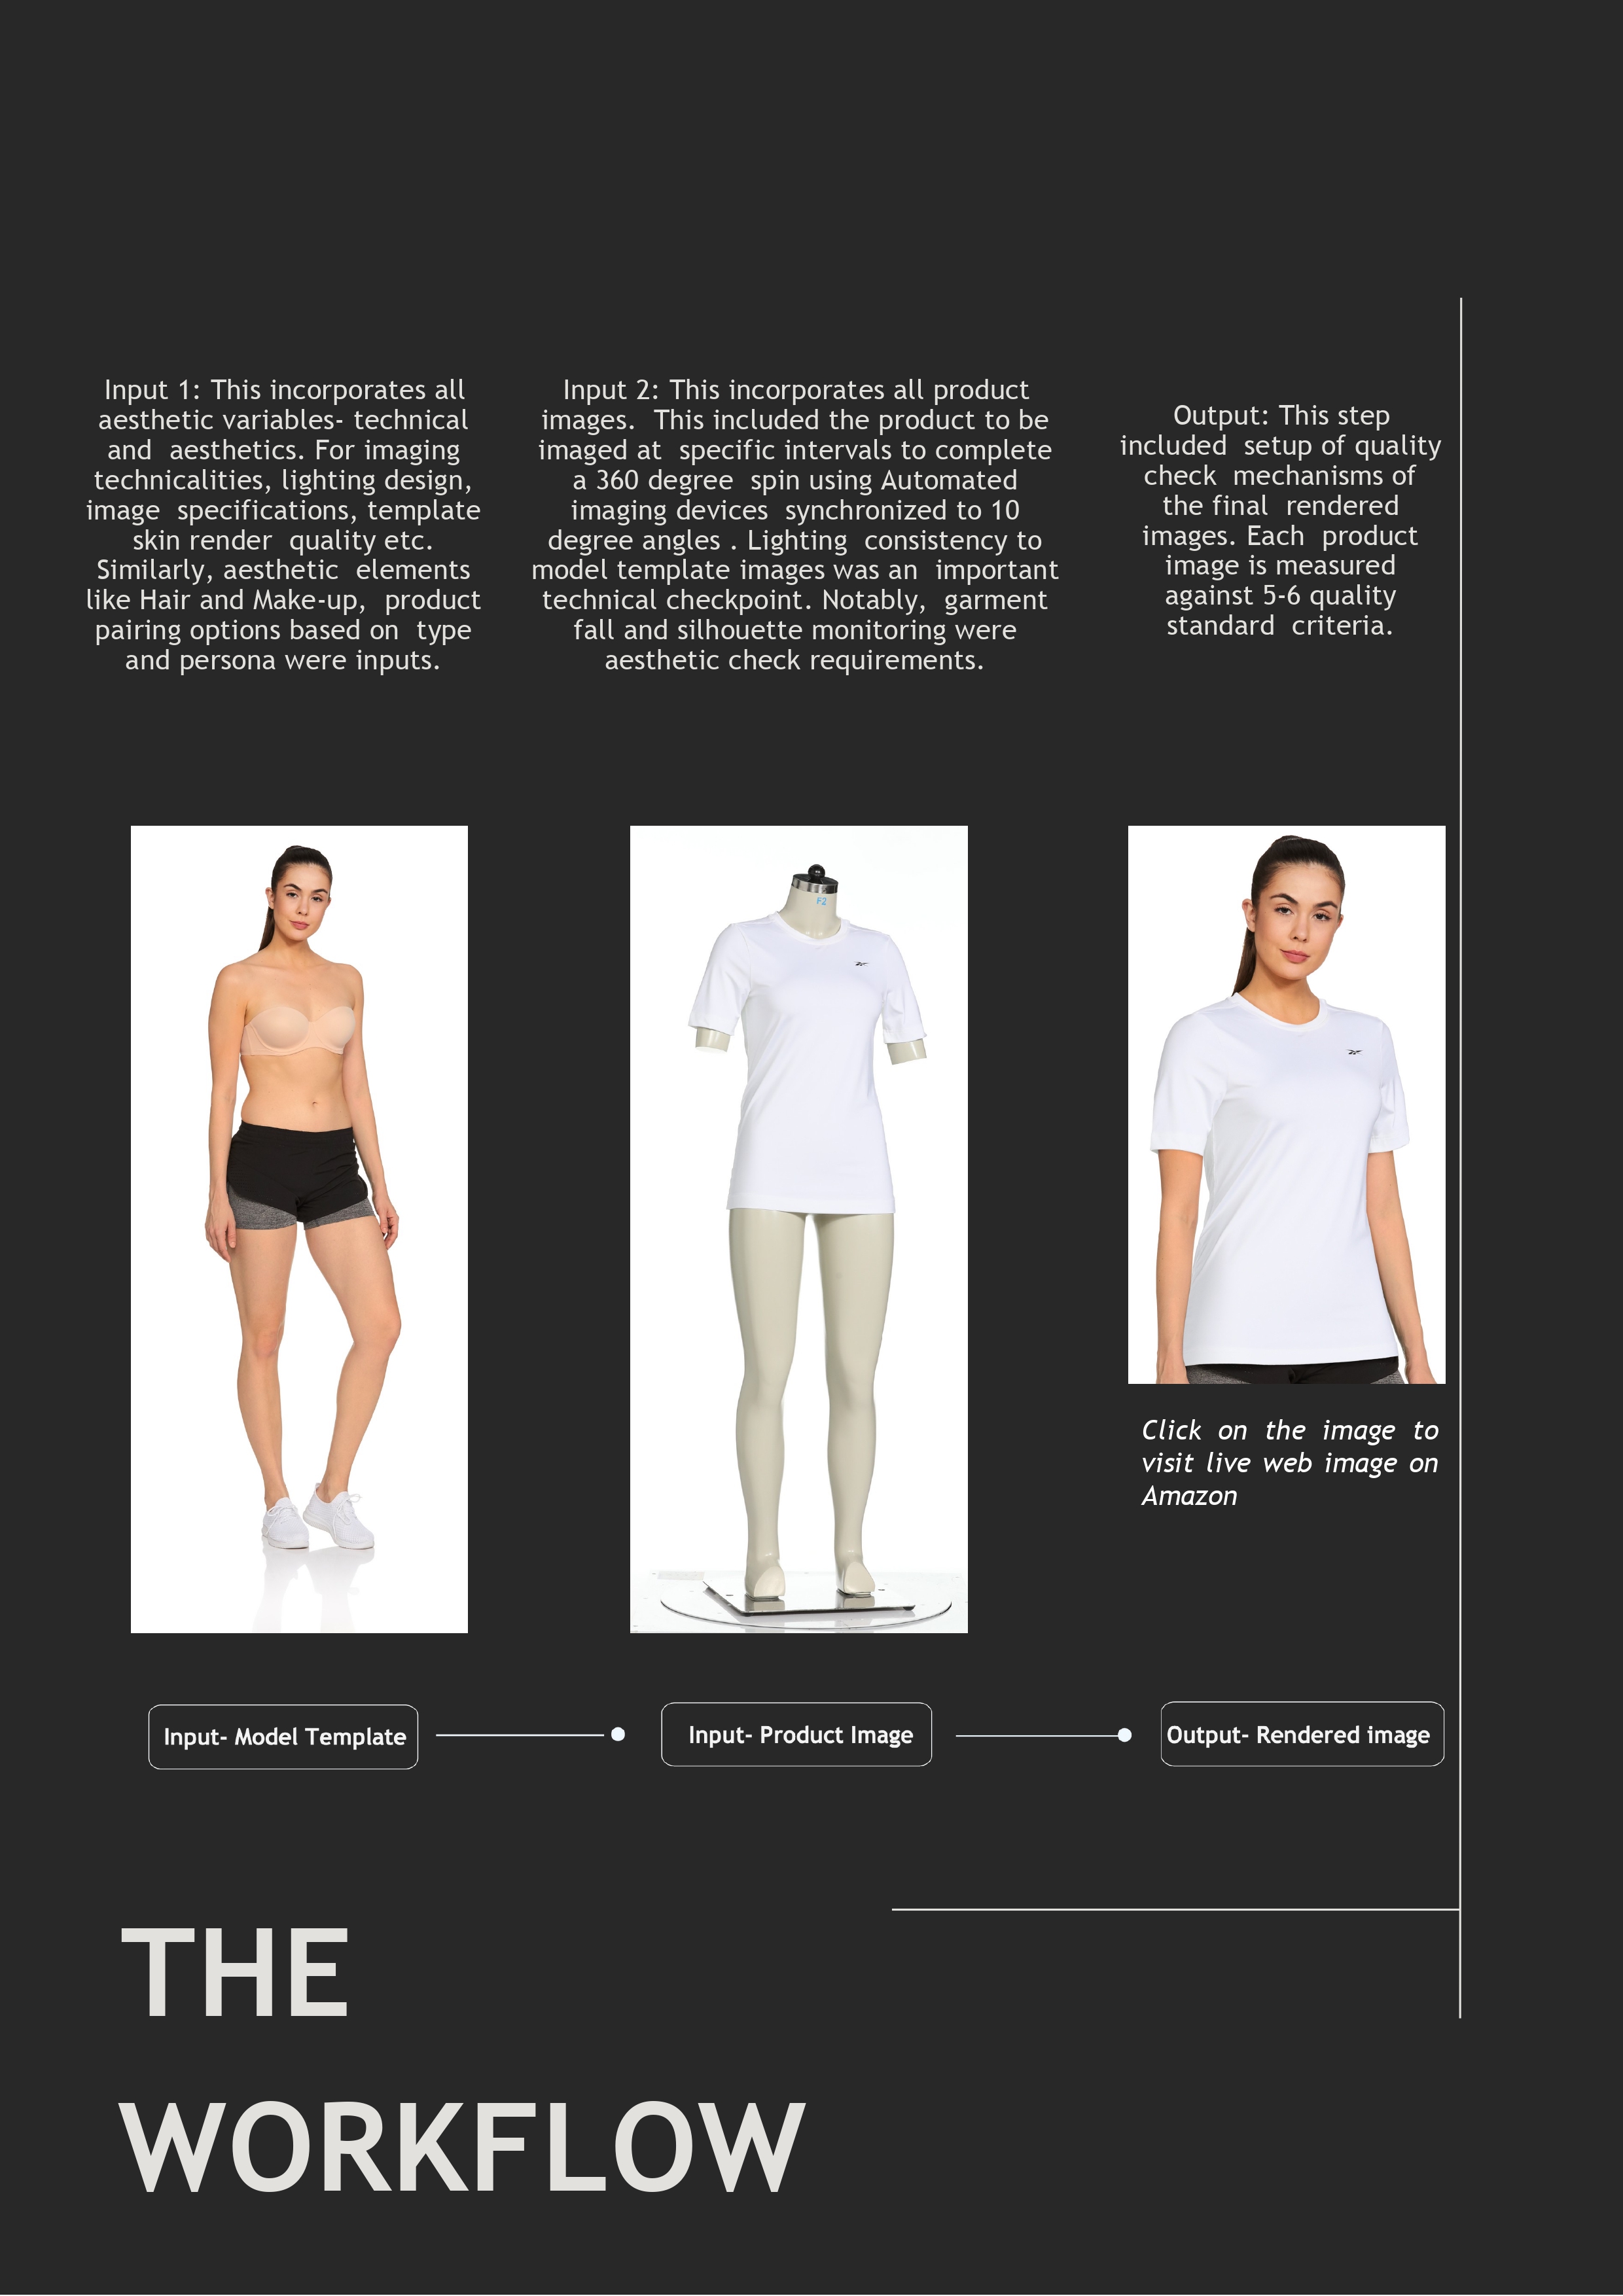 Input 1: This incorporates all
aesthetic variables- technical
and aesthetics. For imaging
technicalities, lighting design,
image specifications, template
skin render quality etc.
Similarly, aesthetic elements
like Hair and Make-up, product
pairing options based on type
and persona were inputs.
Input 2: This incorporates all product
images. This included the product to be
imaged at specific intervals to complete
a 360 degree spin using Automated
imaging devices synchronized to 10
degree angles . Lighting consistency to
model template images was an important
technical checkpoint. Notably, garment
fall and silhouette monitoring were
aesthetic check requirements.
Output: This step
included setup of quality
check mechanisms of
the final rendered
images. Each product
image is measured
against 5-6 quality
standard criteria.
F2
Click on the image to
visit live web image on
Amazon
Input- Model Template
Input- Product Image
Output- Rendered image
THE
WORKFLOW